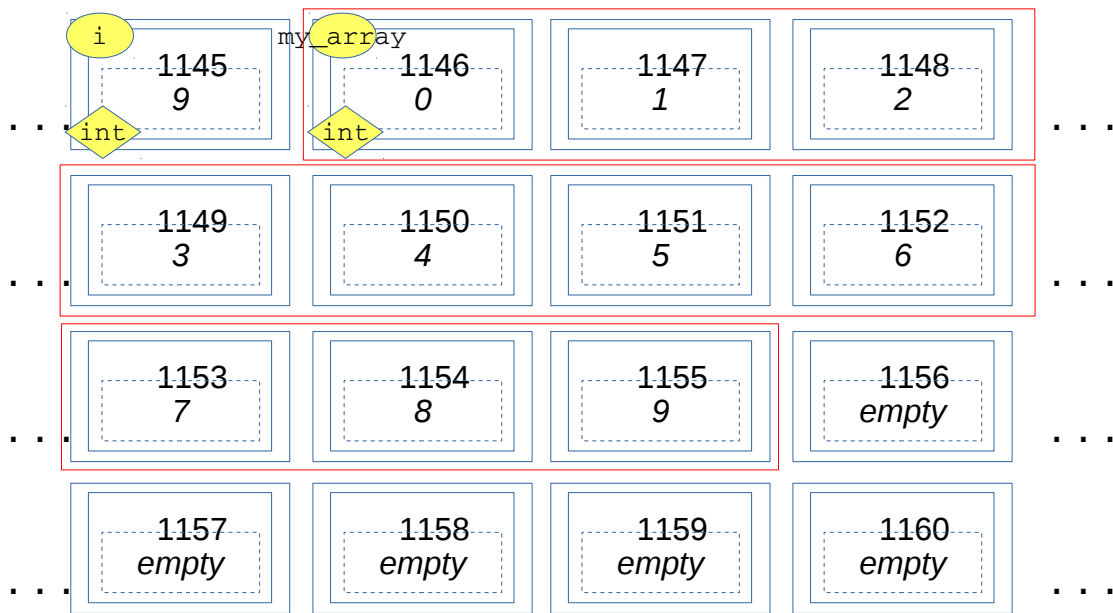 i my_array
1145 1146 1147 1148
9 0 1 2
... int int ...
1149 1150 1151 1152
3 4 5 6
... ...
1153 1154 1155 1156
7 8 9 empty
... ...
1157 1158 1159 1160
empty empty empty empty
... ...